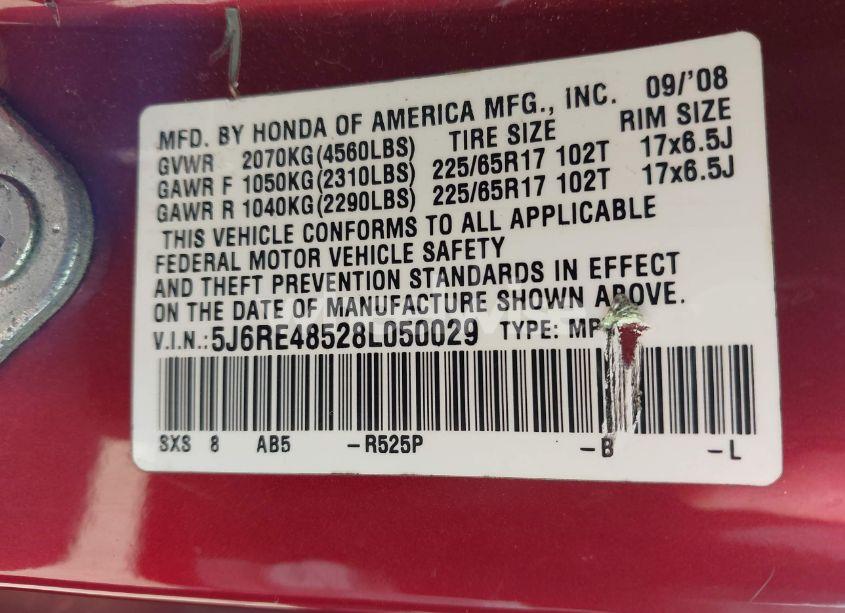 MFD. BY HONDA OF AMERICA MFG., INC. 09/'08
GVWR 2070KG(4560LBS) TIRE SIZE RIM SIZE
GAWR F 1050KG(2310LBS) 225/65R17 102T 17x6.5J
GAWR R 1040KG(2290LBS) 225/65R17 102T 17x6.5J
THIS VEHICLE CONFORMS TO ALL APPLICABLE
FEDERAL MOTOR VEHICLE SAFETY
AND THEFT PREVENTION STANDARDS IN EFFECT
ON THE DATE OF MANUFACTURE SHOWN ABOVE.
V.I.N.:5J6RE48528L050029 TYPE: MP
SXS 8 AB5 -R525P -B -L